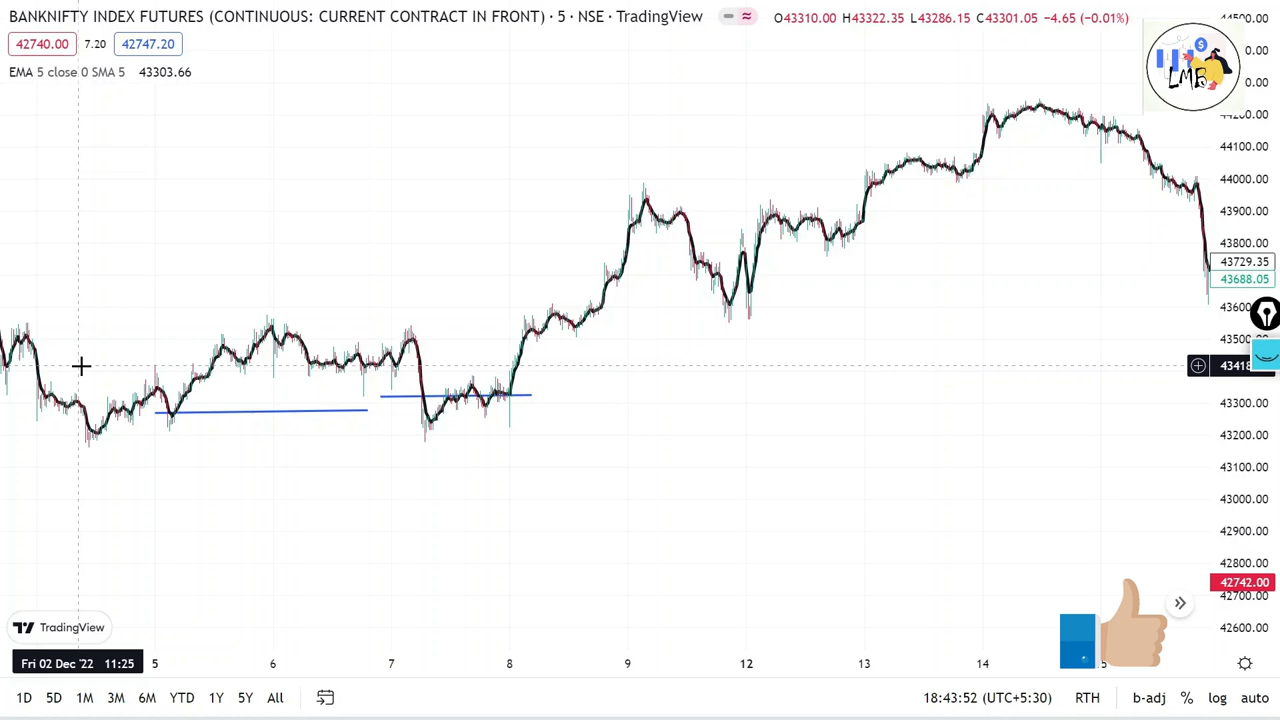 BANKNIFTY INDEX FUTURES (CONTINUOUS: CURRENT CONTRACT IN FRONT) · 5 · NSE · TradingView O43310.00 H43322.35 L43286.15 C43301.05 −4.65 (−0.01%)
42740.00 7.20 42747.20
EMA 5 close 0 SMA 5 43303.66
LMB
$
44100.00
44000.00
43900.00
43800.00
43729.35
43688.05
43300.00
43200.00
43100.00
43000.00
42900.00
42800.00
42742.00
42700.00
42600.00
TradingView
Fri 02 Dec '22 11:25 5 6 7 8 9 12 13 14
1D 5D 1M 3M 6M YTD 1Y 5Y All 18:43:52 (UTC+5:30) RTH b-adj % log auto